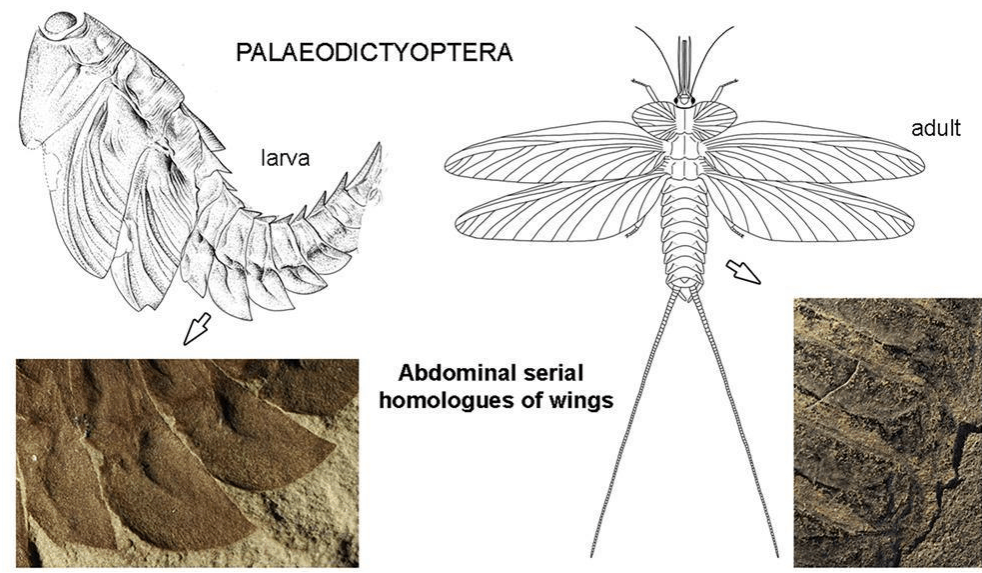 PALAEODICTYOPTERA
larva
adult
Abdominal serial
homologues of wings